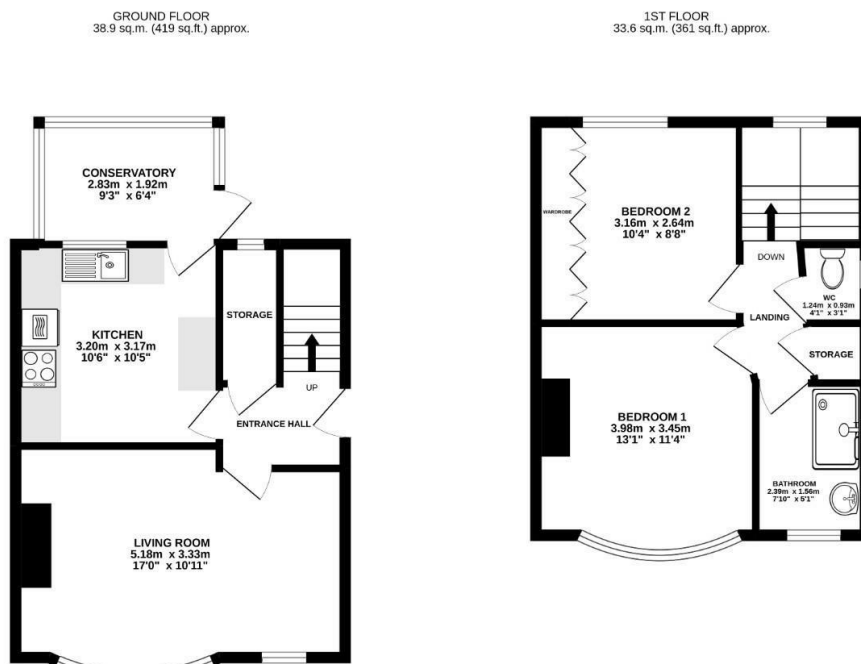 GROUND FLOOR
38.9 sq.m. (419 sq.ft.) approx.
CONSERVATORY
2.83m x 1.92m
9'3" x 6'4"
KITCHEN
3.20m x 3.17m
10'6" x 10'5"
STORAGE
UP
ENTRANCE HALL
LIVING ROOM
5.18m x 3.33m
17'0" x 10'11"
1ST FLOOR
33.6 sq.m. (361 sq.ft.) approx.
WARDROBE
BEDROOM 2
3.16m x 2.64m
10'4" x 8'8"
DOWN
WC
1.24m x 0.93m
4'1" x 3'1"
LANDING
STORAGE
BEDROOM 1
3.98m x 3.45m
13'1" x 11'4"
BATHROOM
2.39m x 1.56m
7'10" x 5'1"